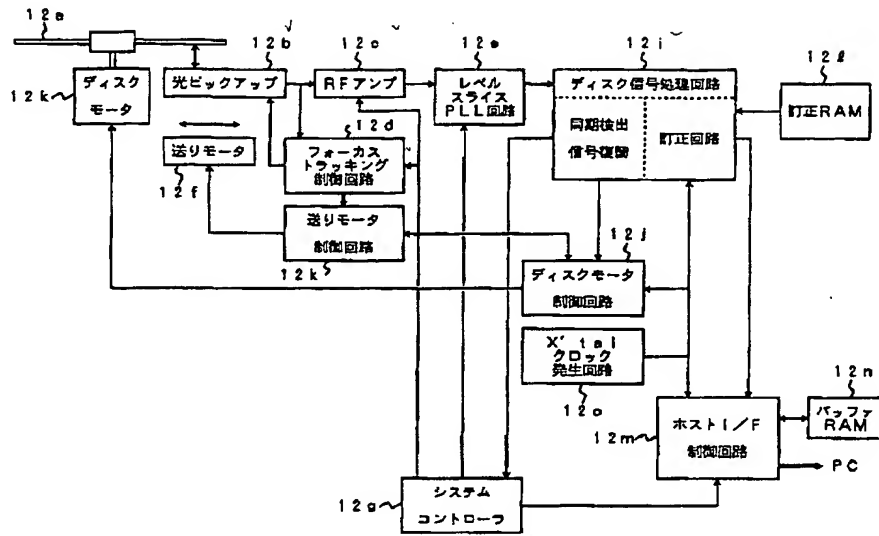 12a
12b
12c
12e
12i
12ℓ
ディスク
モータ
12k
光ピックアップ
RFアンプ
レベル
スライス
PLL回路
ディスク信号処理回路
同期検出
信号復調
訂正回路
訂正RAM
12d
送りモータ
12f
フォーカス
トラッキング
制御回路
送りモータ
制御回路
12k
12j
ディスクモータ
制御回路
X'tal
クロック
発生回路
12o
12n
12m
ホストI/F
制御回路
バッファ
RAM
PC
12g
システム
コントローラ